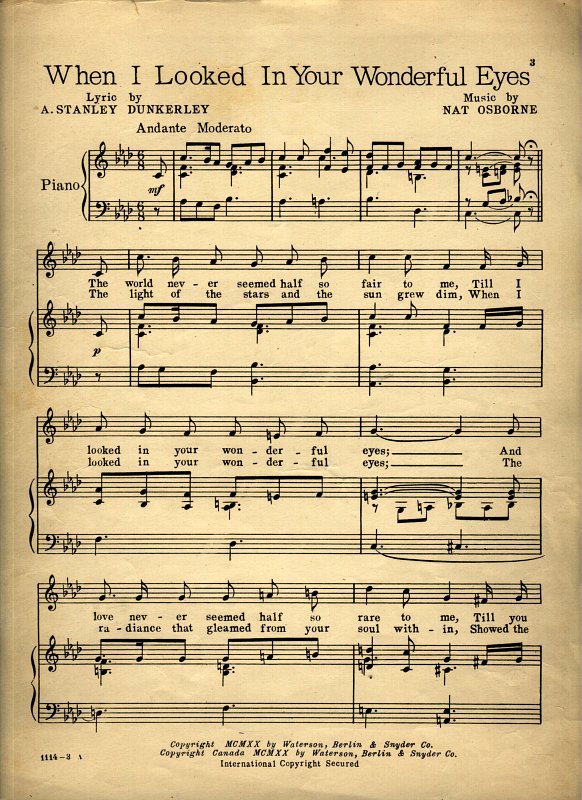 3
When I Looked In Your Wonderful Eyes
Lyric by
A. STANLEY DUNKERLEY
Music by
NAT OSBORNE
Andante Moderato
Piano
mf
The world nev-er seemed half so fair to me, Till I
The light of the stars and the sun grew dim, When I
p
looked in your won-der-ful eyes; And
looked in your won-der-ful eyes; The
love nev-er seemed half so rare to me, Till you
ra-diance that gleamed from your soul with-in, Showed the
Copyright MCMXX by Waterson, Berlin & Snyder Co.
Copyright Canada MCMXX by Waterson, Berlin & Snyder Co.
International Copyright Secured
1114-3